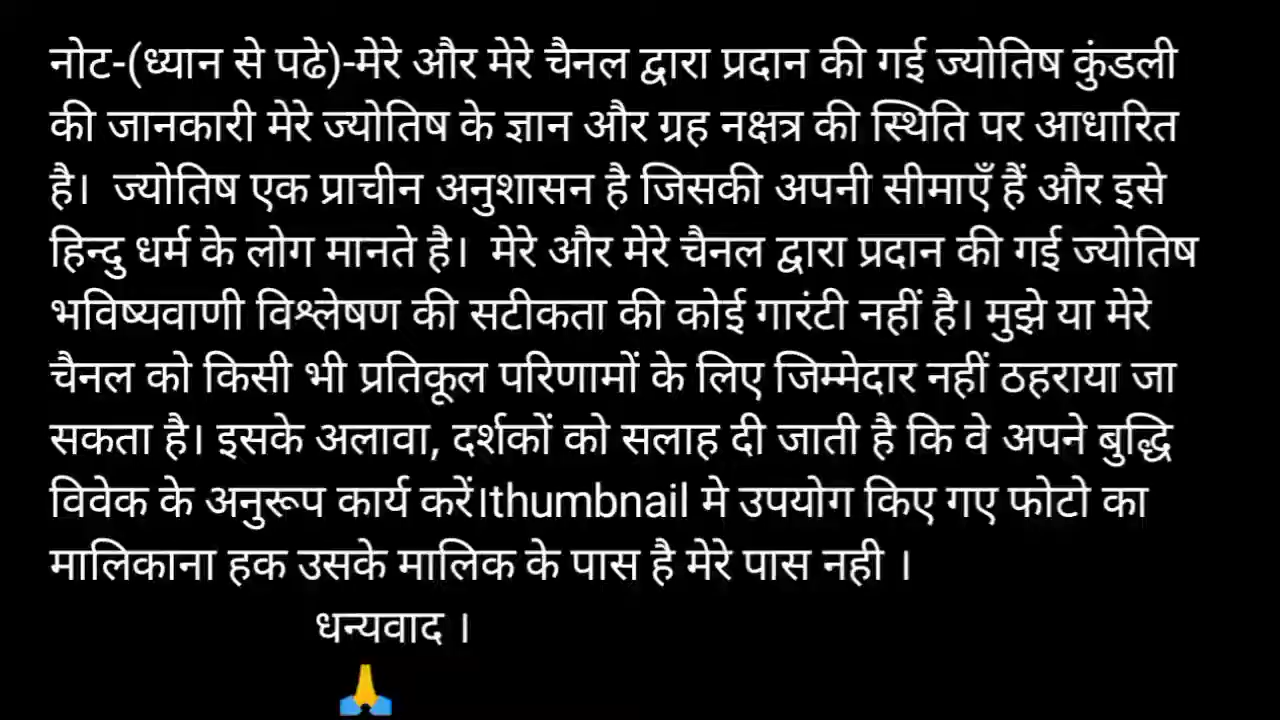 नोट-(ध्यान से पढे)-मेरे और मेरे चैनल द्वारा प्रदान की गई ज्योतिष कुंडली
की जानकारी मेरे ज्योतिष के ज्ञान और ग्रह नक्षत्र की स्थिति पर आधारित
है।  ज्योतिष एक प्राचीन अनुशासन है जिसकी अपनी सीमाएँ हैं और इसे
हिन्दु धर्म के लोग मानते है।  मेरे और मेरे चैनल द्वारा प्रदान की गई ज्योतिष
भविष्यवाणी विश्लेषण की सटीकता की कोई गारंटी नहीं है। मुझे या मेरे
चैनल को किसी भी प्रतिकूल परिणामों के लिए जिम्मेदार नहीं ठहराया जा
सकता है। इसके अलावा, दर्शकों को सलाह दी जाती है कि वे अपने बुद्धि
विवेक के अनुरूप कार्य करें।thumbnail मे उपयोग किए गए फोटो का
मालिकाना हक उसके मालिक के पास है मेरे पास नही ।
धन्यवाद ।
🙏